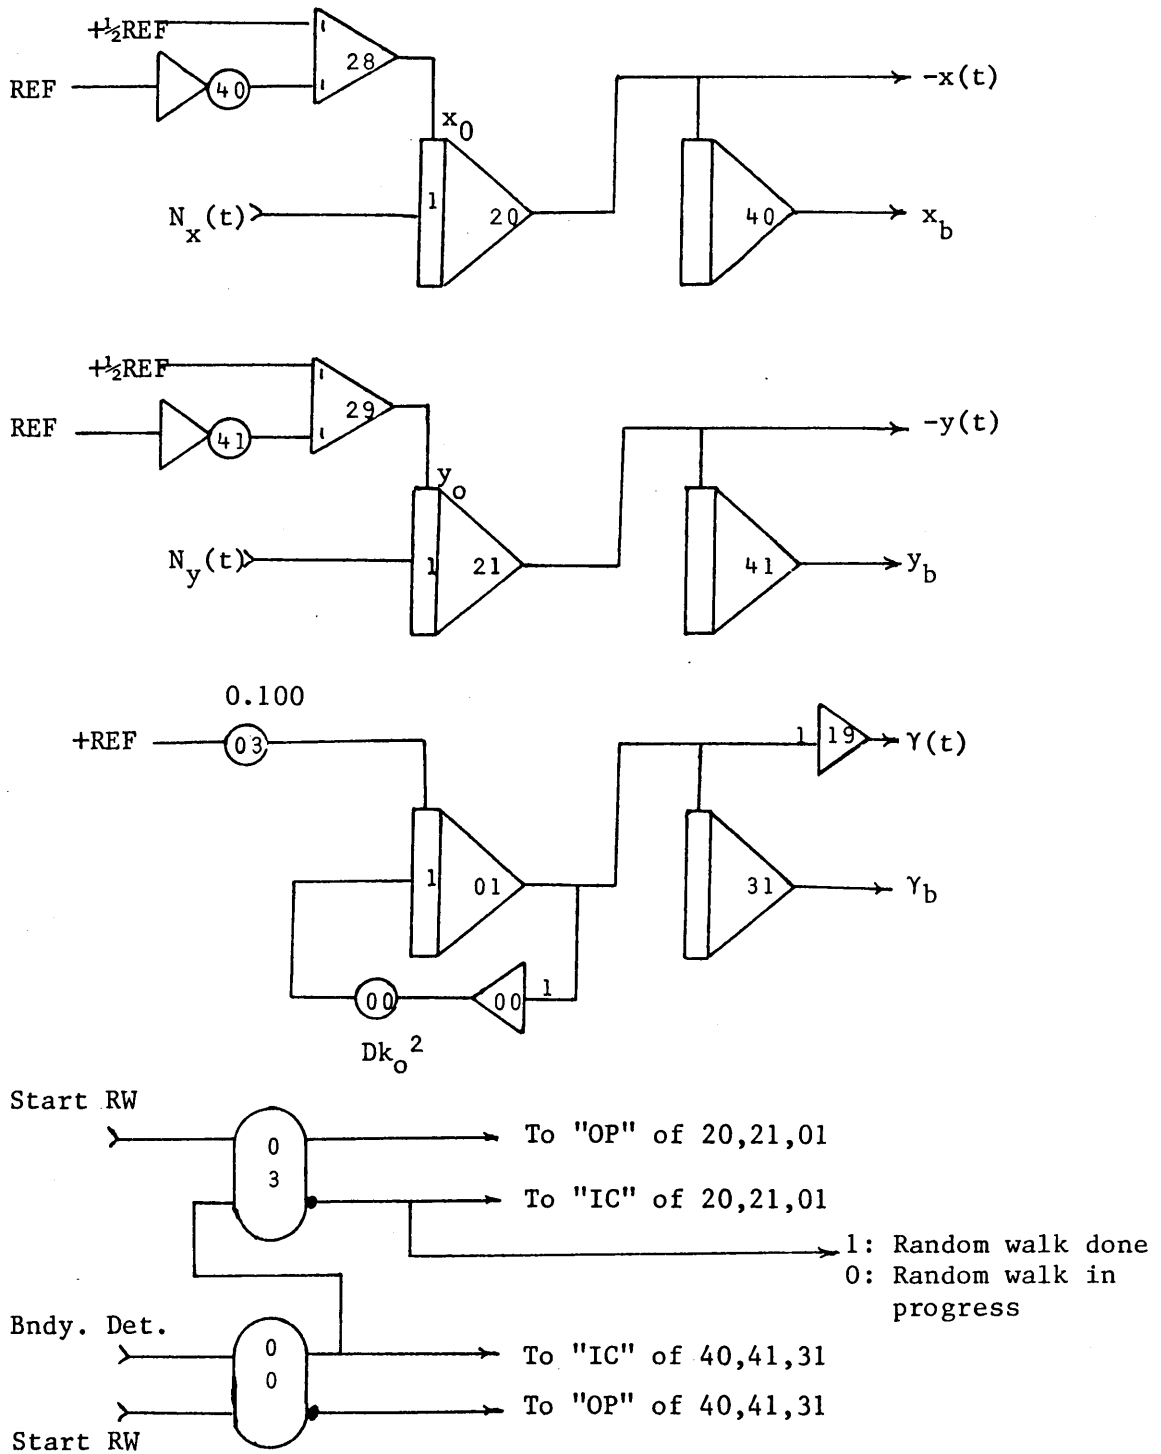 +½REF
1
28
REF
40
1
-x(t)
x0
Nx(t)
1
20
40
xb
+½REF
1
29
REF
41
1
-y(t)
yo
Ny(t)
1
21
41
yb
0.100
+REF
03
1
19
γ(t)
1
01
31
γb
00
00
1
Dko²
Start RW
0
3
To "OP" of 20,21,01
To "IC" of 20,21,01
1: Random walk done
0: Random walk in
progress
Bndy. Det.
0
0
To "IC" of 40,41,31
To "OP" of 40,41,31
Start RW